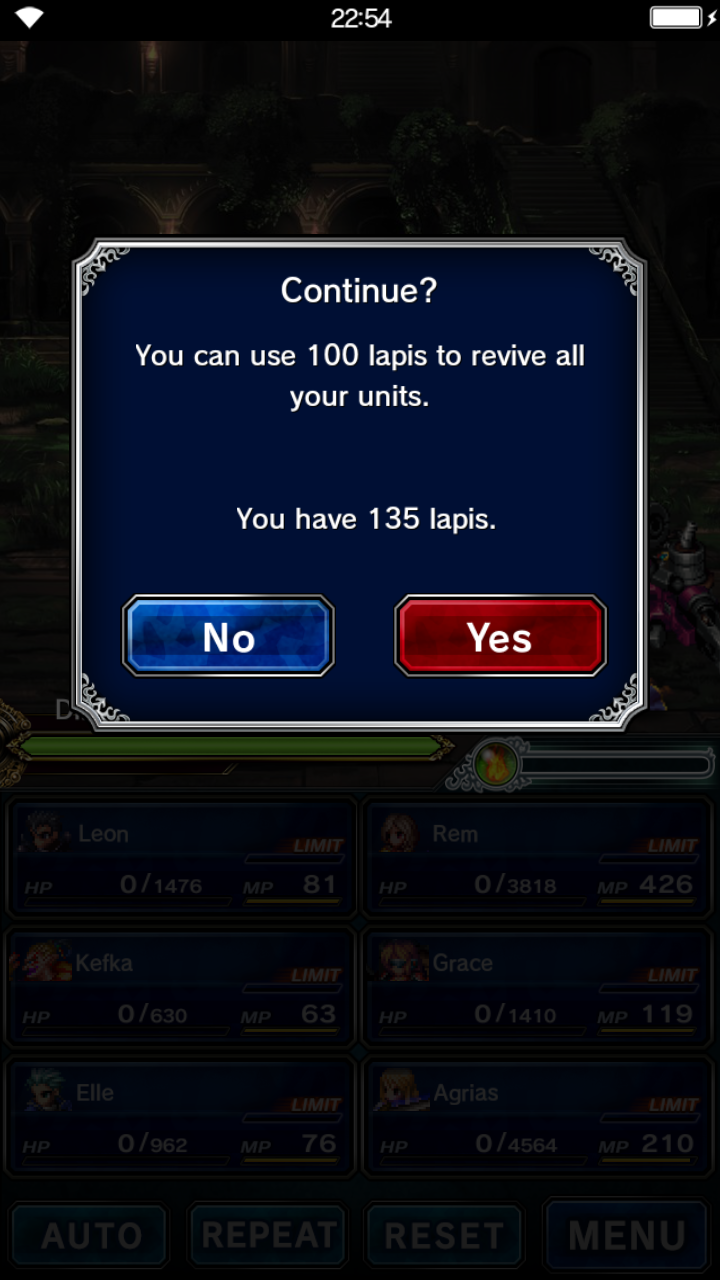 22:54
Continue?
You can use 100 lapis to revive all
your units.
You have 135 lapis.
No Yes
Leon LIMIT HP 0/1476 MP 81
Rem LIMIT HP 0/3818 MP 426
Kefka LIMIT HP 0/630 MP 63
Grace LIMIT HP 0/1410 MP 119
Elle LIMIT HP 0/962 MP 76
Agrias LIMIT HP 0/4564 MP 210
AUTO REPEAT RESET MENU